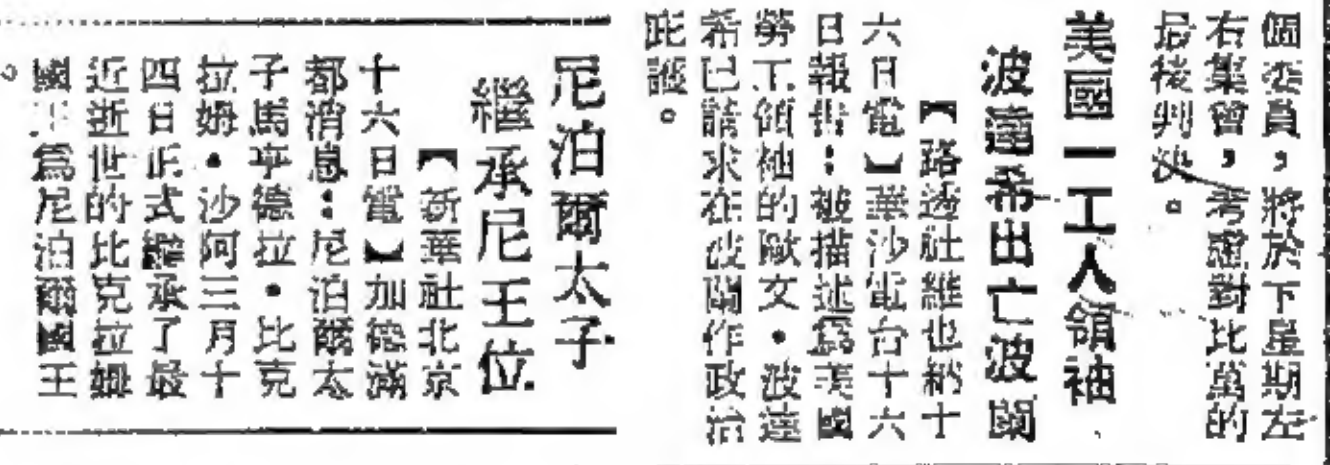 個委員，將於下星期左
右集會，考慮對比萬的
最後判決。
美國一工人領袖
波達希出亡波蘭
【路透社維也納十
六日電】華沙電台十六
日報告：被描述爲美國
勞工領袖的歐文・波達
希已請求在波蘭作政治
庇護。
尼泊爾太子
繼承尼王位
【新華社北京
十六日電】加德滿
都消息：尼泊爾太
子馬亨德拉・比克
拉姆・沙阿三月十
四日正式繼承了最
近逝世的比克拉姆
國王爲尼泊爾國王
。